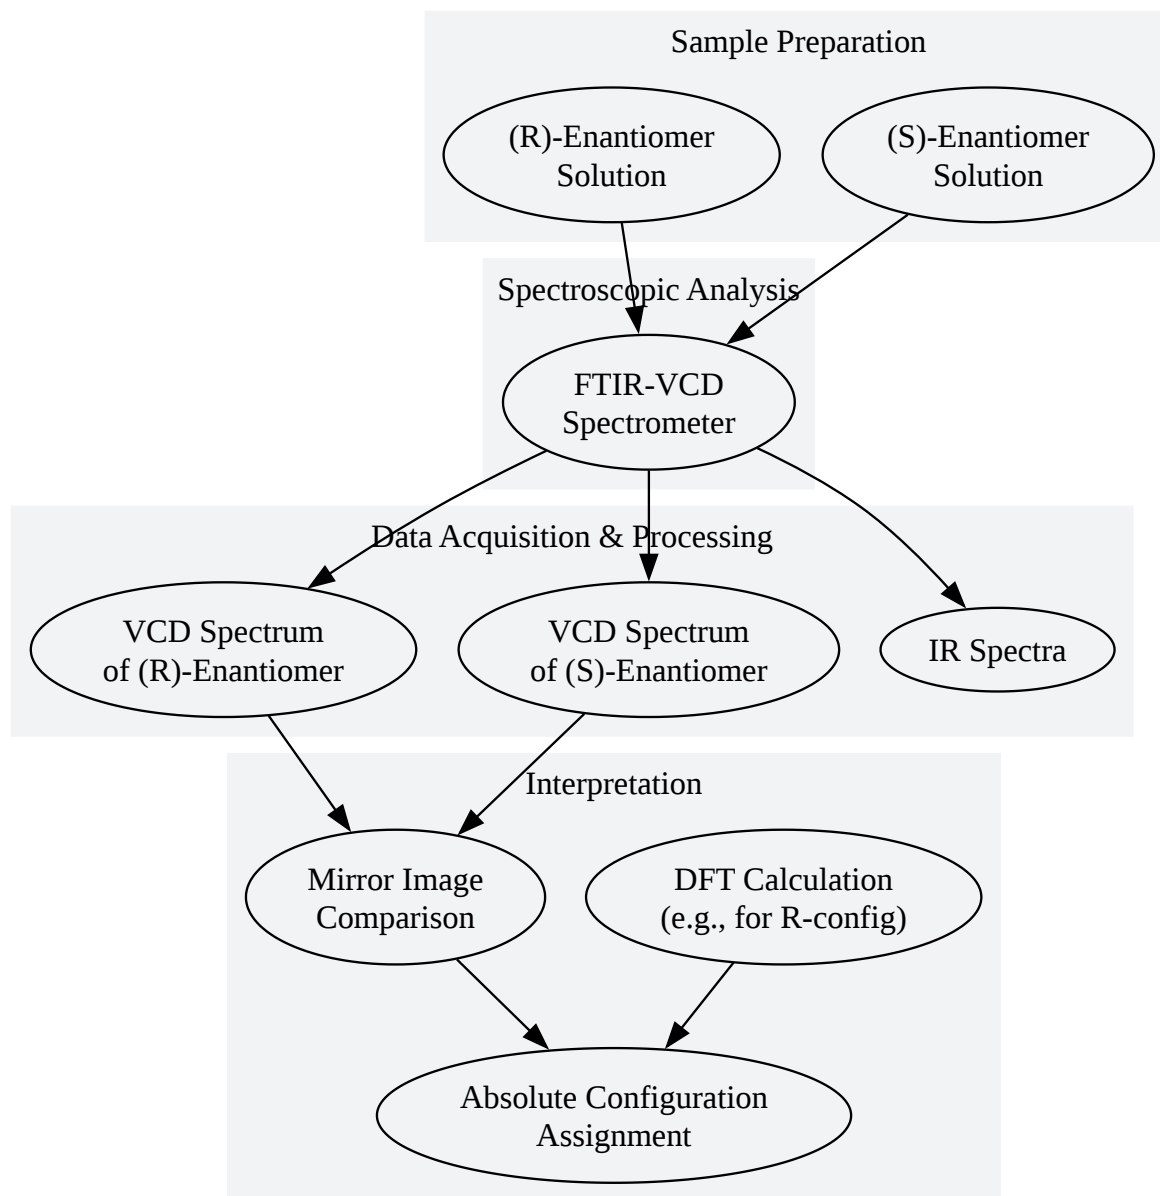 Sample Preparation
(R)-Enantiomer
Solution
(S)-Enantiomer
Solution
Spectroscopic Analysis
FTIR-VCD
Spectrometer
Data Acquisition & Processing
VCD Spectrum
of (R)-Enantiomer
VCD Spectrum
of (S)-Enantiomer
IR Spectra
Interpretation
Mirror Image
Comparison
DFT Calculation
(e.g., for R-config)
Absolute Configuration
Assignment